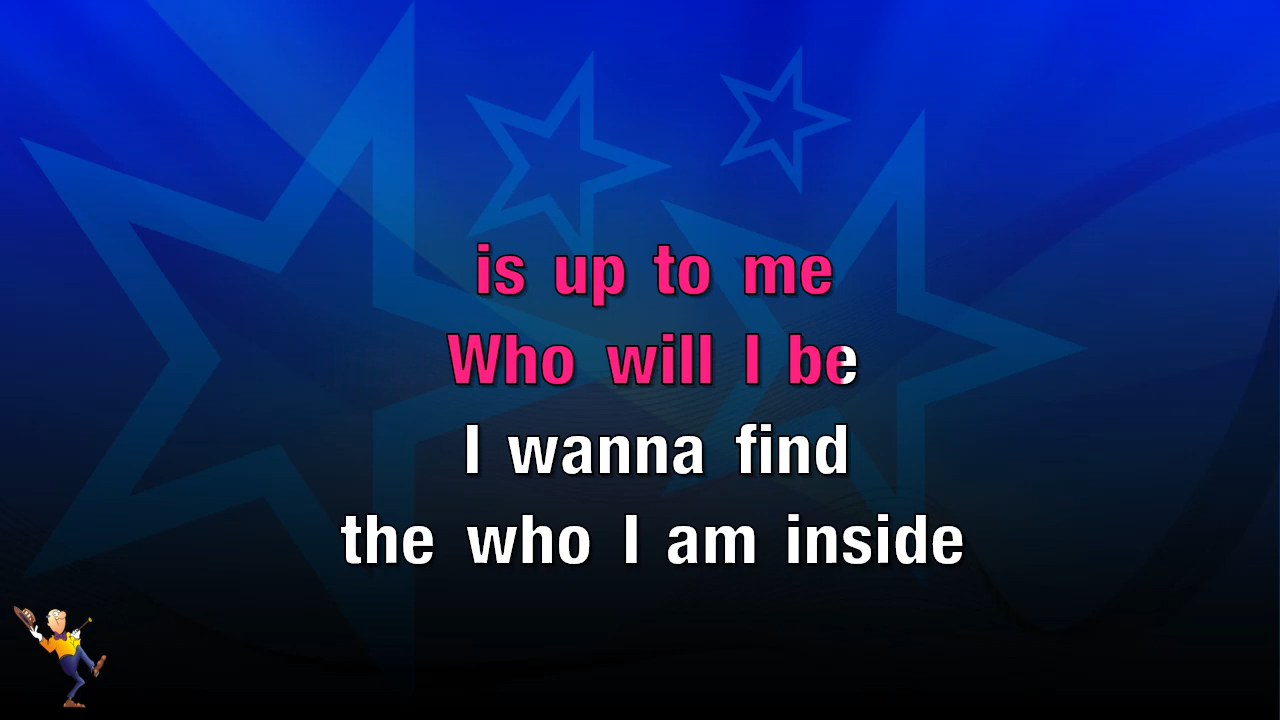 is up to me
Who will I be
I wanna find
the who I am inside